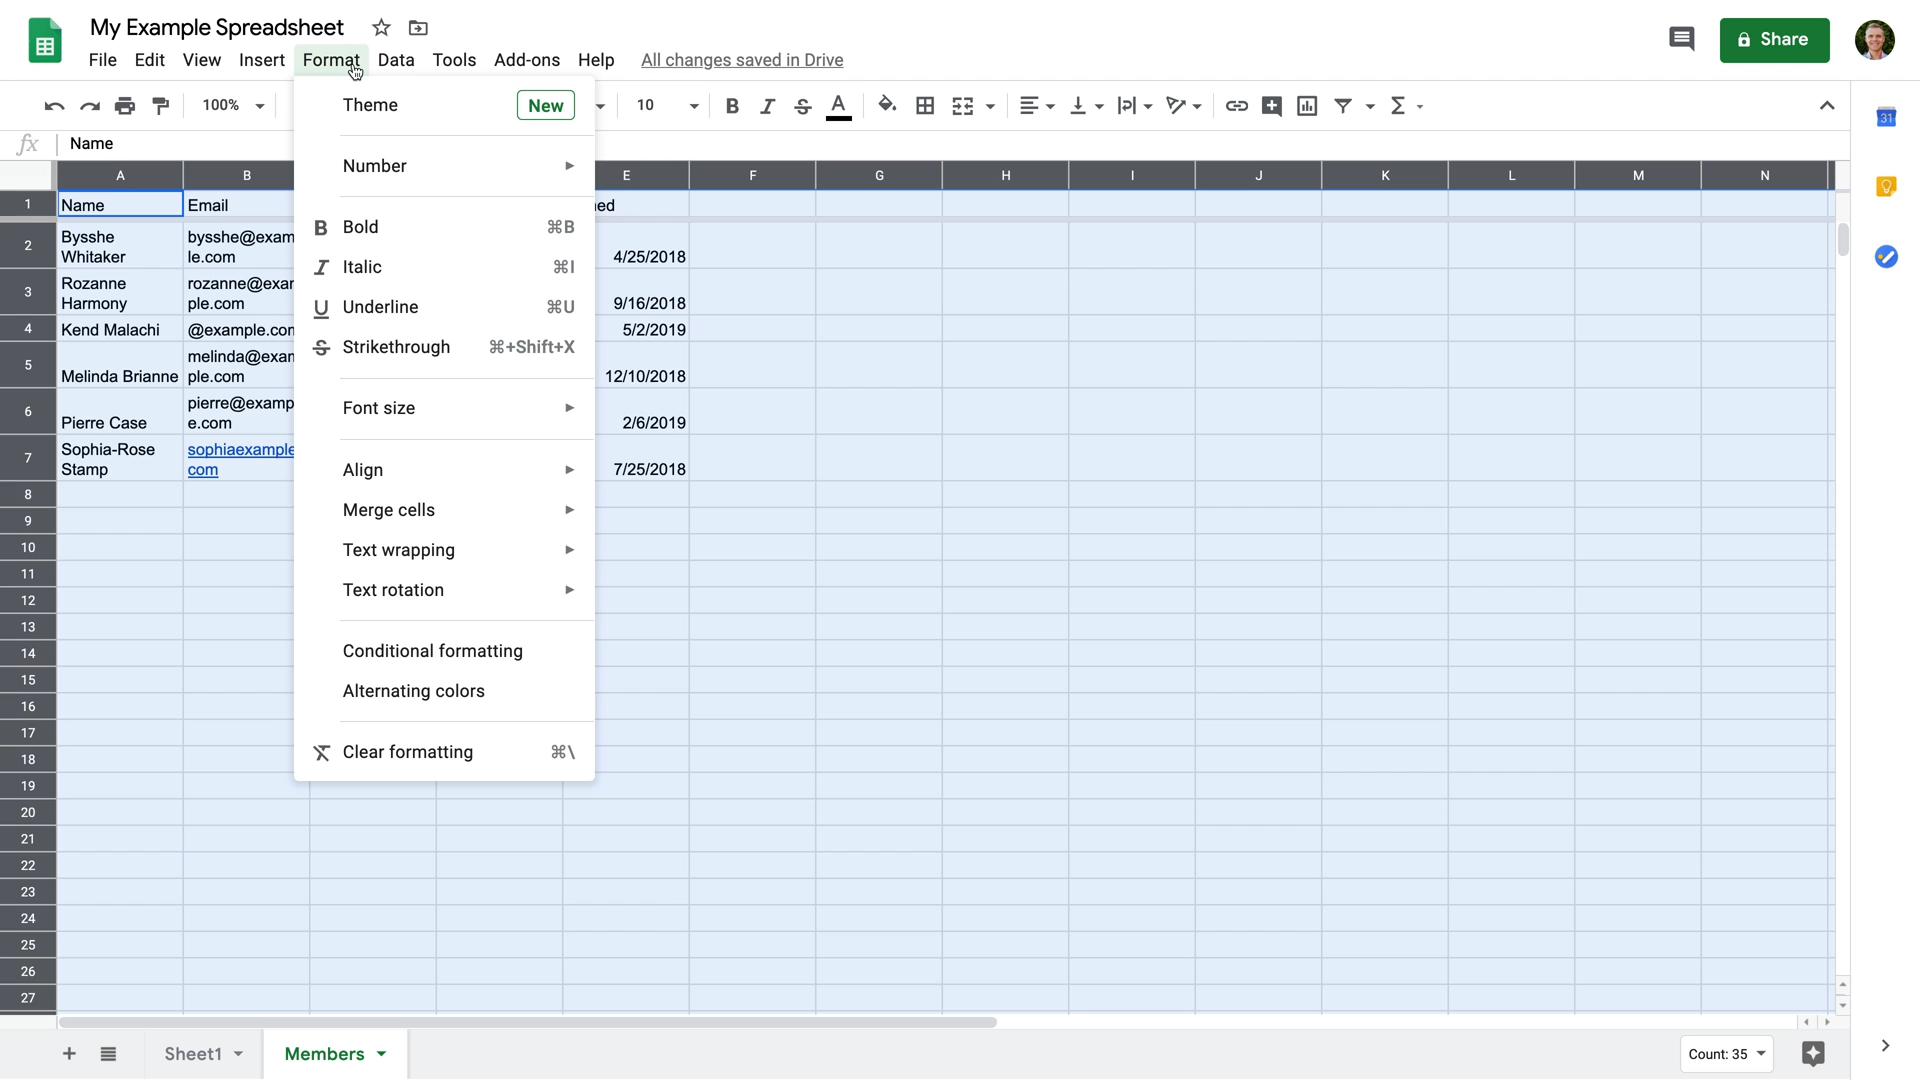 My Example Spreadsheet
File Edit View Insert Format Data Tools Add-ons Help All changes saved in Drive
Share
100% 10
fx Name
Theme New
Number
Bold ⌘B
Italic ⌘I
Underline ⌘U
Strikethrough ⌘+Shift+X
Font size
Align
Merge cells
Text wrapping
Text rotation
Conditional formatting
Alternating colors
Clear formatting ⌘\
A B E F G H I J K L M N
1 Name Email ed
2 Bysshe
Whitaker
bysshe@exam
le.com
4/25/2018
3 Rozanne
Harmony
rozanne@exam
ple.com
9/16/2018
4 Kend Malachi @example.com 5/2/2019
5 Melinda Brianne
melinda@exam
ple.com
12/10/2018
6 Pierre Case
pierre@examp
e.com
2/6/2019
7 Sophia-Rose
Stamp
sophiaexample
com
7/25/2018
8
9
10
11
12
13
14
15
16
17
18
19
20
21
22
23
24
25
26
27
31
Sheet1 Members Count: 35